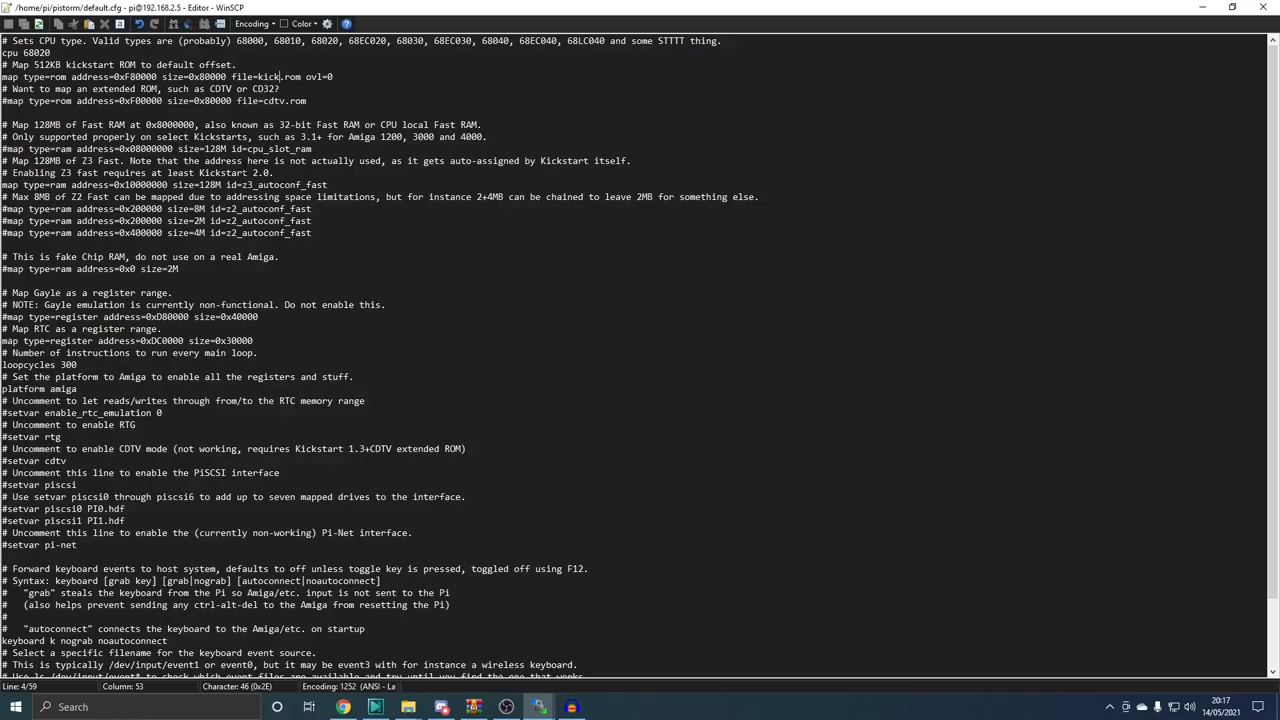 /home/pi/pistorm/default.cfg - pi@192.168.2.5 - Editor - WinSCP
Encoding Color
# Sets CPU type. Valid types are (probably) 68000, 68010, 68020, 68EC020, 68030, 68EC030, 68040, 68EC040, 68LC040 and some STTTT thing.
cpu 68020
# Map 512KB kickstart ROM to default offset.
map type=rom address=0xF80000 size=0x80000 file=kick.rom ovl=0
# Want to map an extended ROM, such as CDTV or CD32?
#map type=rom address=0xF00000 size=0x80000 file=cdtv.rom
# Map 128MB of Fast RAM at 0x8000000, also known as 32-bit Fast RAM or CPU local Fast RAM.
# Only supported properly on select Kickstarts, such as 3.1+ for Amiga 1200, 3000 and 4000.
#map type=ram address=0x08000000 size=128M id=cpu_slot_ram
# Map 128MB of Z3 Fast. Note that the address here is not actually used, as it gets auto-assigned by Kickstart itself.
# Enabling Z3 fast requires at least Kickstart 2.0.
map type=ram address=0x10000000 size=128M id=z3_autoconf_fast
# Max 8MB of Z2 Fast can be mapped due to addressing space limitations, but for instance 2+4MB can be chained to leave 2MB for something else.
#map type=ram address=0x200000 size=8M id=z2_autoconf_fast
#map type=ram address=0x200000 size=2M id=z2_autoconf_fast
#map type=ram address=0x400000 size=4M id=z2_autoconf_fast
# This is fake Chip RAM, do not use on a real Amiga.
#map type=ram address=0x0 size=2M
# Map Gayle as a register range.
# NOTE: Gayle emulation is currently non-functional. Do not enable this.
#map type=register address=0xD80000 size=0x40000
# Map RTC as a register range.
map type=register address=0xDC0000 size=0x30000
# Number of instructions to run every main loop.
loopcycles 300
# Set the platform to Amiga to enable all the registers and stuff.
platform amiga
# Uncomment to let reads/writes through from/to the RTC memory range
#setvar enable_rtc_emulation 0
# Uncomment to enable RTG
#setvar rtg
# Uncomment to enable CDTV mode (not working, requires Kickstart 1.3+CDTV extended ROM)
#setvar cdtv
# Uncomment this line to enable the PiSCSI interface
#setvar piscsi
# Use setvar piscsi0 through piscsi6 to add up to seven mapped drives to the interface.
#setvar piscsi0 PI0.hdf
#setvar piscsi1 PI1.hdf
# Uncomment this line to enable the (currently non-working) Pi-Net interface.
#setvar pi-net
# Forward keyboard events to host system, defaults to off unless toggle key is pressed, toggled off using F12.
# Syntax: keyboard [grab key] [grab|nograb] [autoconnect|noautoconnect]
# "grab" steals the keyboard from the Pi so Amiga/etc. input is not sent to the Pi
# (also helps prevent sending any ctrl-alt-del to the Amiga from resetting the Pi)
#
# "autoconnect" connects the keyboard to the Amiga/etc. on startup
keyboard k nograb noautoconnect
# Select a specific filename for the keyboard event source.
# This is typically /dev/input/event1 or event0, but it may be event3 with for instance a wireless keyboard.
# Use ls /dev/input/event* to check which event files are available and try until you find the one that works.
Line: 4/59 Column: 53 Character: 46 (0x2E) Encoding: 1252 (ANSI - La
Search
20:17
14/05/2021